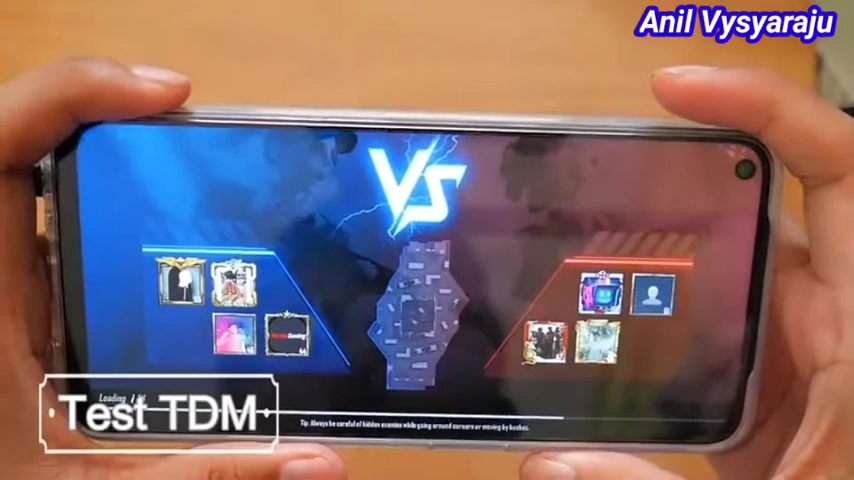 Anil Vysyaraju
VS
Loading
Test TDM
Tip: Always be careful of hidden enemies while going around corners or moving by bushes.